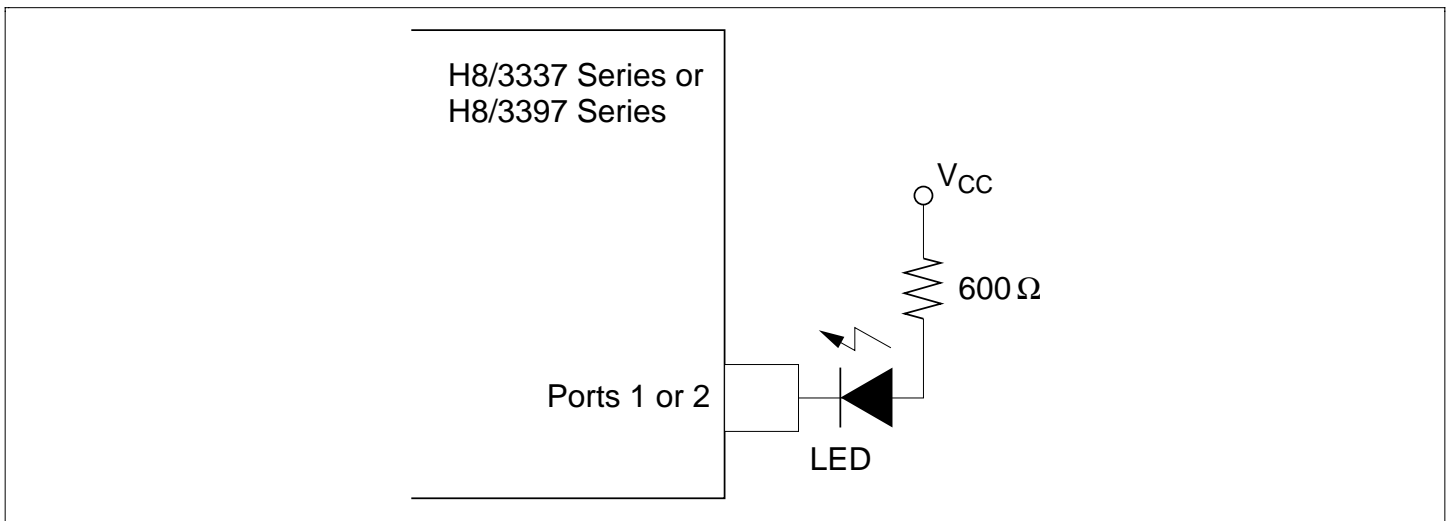 H8/3337 Series or
H8/3397 Series
VCC
600 Ω
Ports 1 or 2
LED